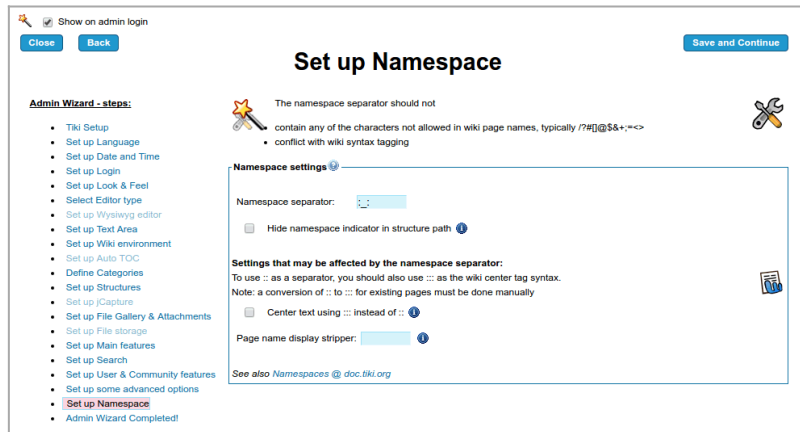 Show on admin login
Close
Back
Save and Continue
Set up Namespace
Admin Wizard - steps:
Tiki Setup
Set up Language
Set up Date and Time
Set up Login
Set up Look & Feel
Select Editor type
Set up Wysiwyg editor
Set up Text Area
Set up Wiki environment
Set up Auto TOC
Define Categories
Set up Structures
Set up jCapture
Set up File Gallery & Attachments
Set up File storage
Set up Main features
Set up Search
Set up User & Community features
Set up some advanced options
Set up Namespace
Admin Wizard Completed!
The namespace separator should not
contain any of the characters not allowed in wiki page names, typically /?#[]@$&+;=<>
conflict with wiki syntax tagging
Namespace settings
Namespace separator: :_:
Hide namespace indicator in structure path
Settings that may be affected by the namespace separator:
To use :: as a separator, you should also use ::: as the wiki center tag syntax.
Note: a conversion of :: to ::: for existing pages must be done manually
Center text using ::: instead of ::
Page name display stripper:
See also Namespaces @ doc.tiki.org